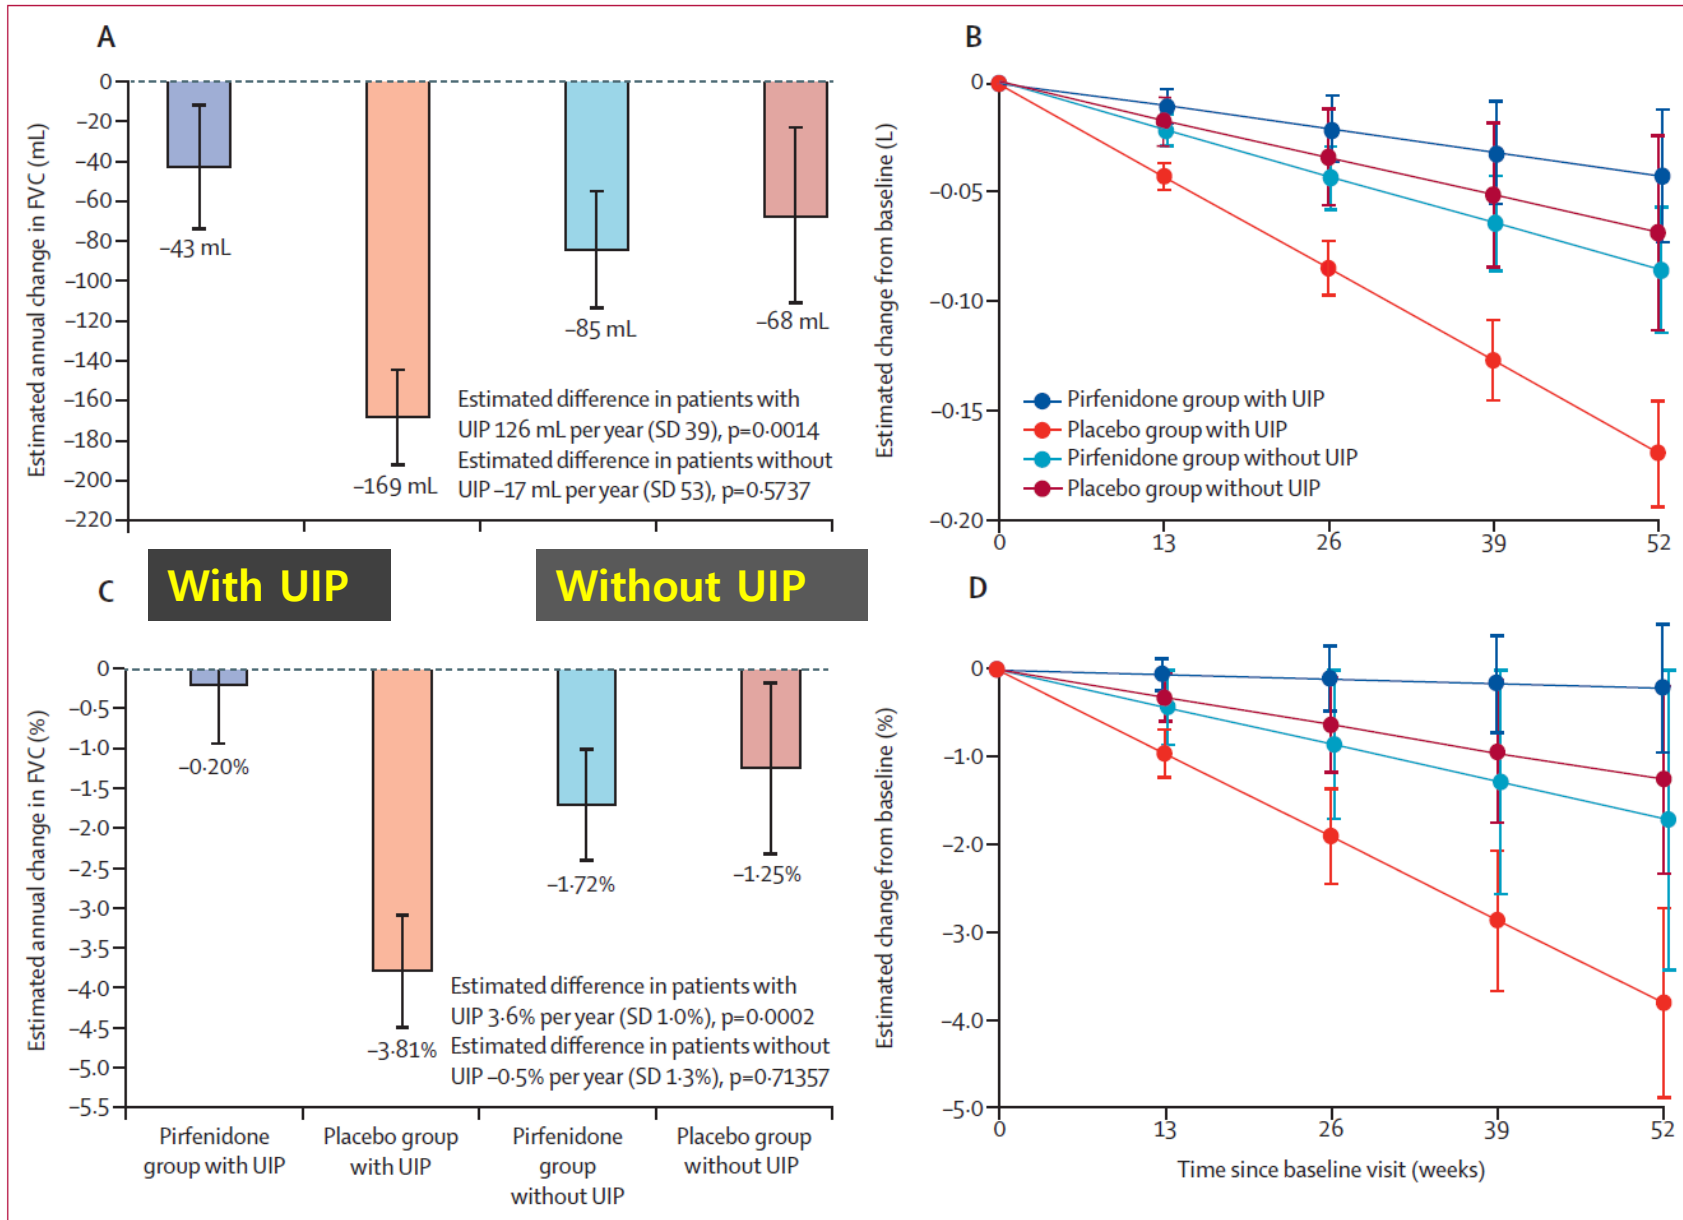 A
Estimated annual change in FVC (mL)
0
–20
–40
–60
–80
–100
–120
–140
–160
–180
–200
–220
–43 mL
–169 mL
–85 mL
–68 mL
Estimated difference in patients with
UIP 126 mL per year (SD 39), p=0·0014
Estimated difference in patients without
UIP –17 mL per year (SD 53), p=0·5737
B
Estimated change from baseline (L)
0
–0·05
–0·10
–0·15
–0·20
Pirfenidone group with UIP
Placebo group with UIP
Pirfenidone group without UIP
Placebo group without UIP
0 13 26 39 52
With UIP
Without UIP
C
Estimated annual change in FVC (%)
0
–0·5
–1·0
–1·5
–2·0
–2·5
–3·0
–3·5
–4·0
–4·5
–5·0
–5·5
–0·20%
–3·81%
–1·72%
–1·25%
Estimated difference in patients with
UIP 3·6% per year (SD 1·0%), p=0·0002
Estimated difference in patients without
UIP –0·5% per year (SD 1·3%), p=0·71357
Pirfenidone
group with UIP
Placebo group
with UIP
Pirfenidone
group
without UIP
Placebo group
without UIP
D
Estimated change from baseline (%)
0
–1·0
–2·0
–3·0
–4·0
–5·0
0 13 26 39 52
Time since baseline visit (weeks)